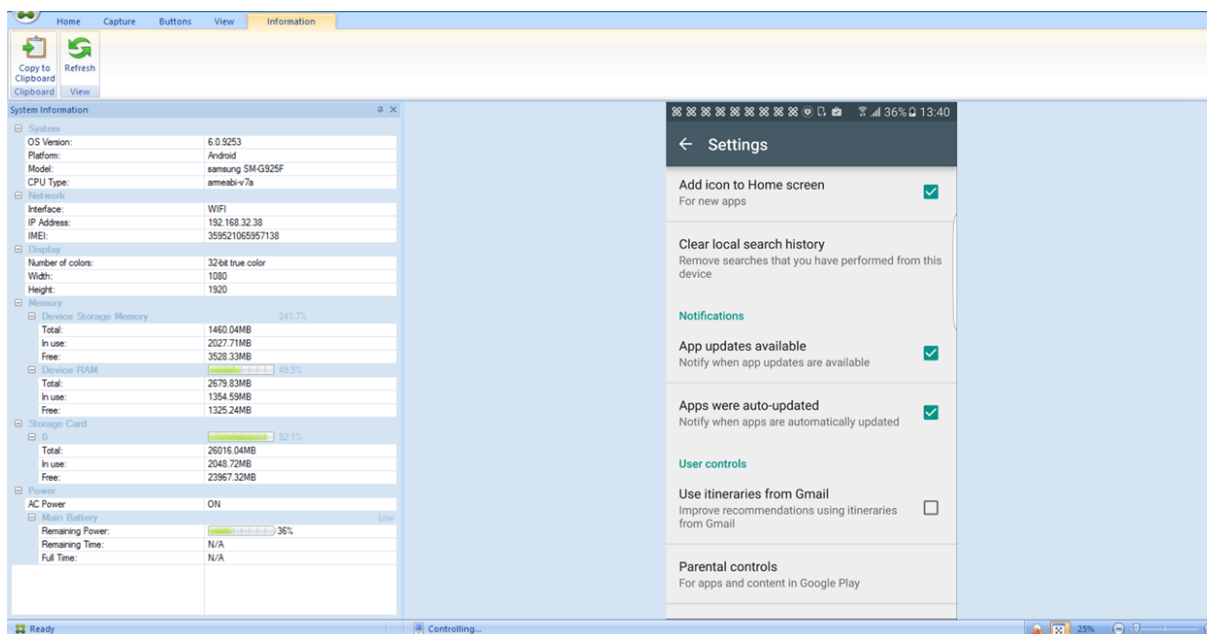 Home Capture Buttons View Information
Copy to Clipboard
Refresh
Clipboard View
System Information
System
OS Version: 6.0.9253
Platform: Android
Model: samsung SM-G925F
CPU Type: armeabi-v7a
Network
Interface: WIFI
IP Address: 192.168.32.38
IMEI: 359521065957138
Display
Number of colors: 32-bit true color
Width: 1080
Height: 1920
Memory
Device Storage Memory 241.7%
Total: 1460.04MB
In use: 2027.71MB
Free: 3528.33MB
Device RAM 49.5%
Total: 2679.83MB
In use: 1354.59MB
Free: 1325.24MB
Storage Card
0 92.1%
Total: 26016.04MB
In use: 2048.72MB
Free: 23967.32MB
Power
AC Power ON
Main Battery Low
Remaining Power: 36%
Remaining Time: N/A
Full Time: N/A
36% 13:40
Settings
Add icon to Home screen
For new apps
Clear local search history
Remove searches that you have performed from this
device
Notifications
App updates available
Notify when app updates are available
Apps were auto-updated
Notify when apps are automatically updated
User controls
Use itineraries from Gmail
Improve recommendations using itineraries
from Gmail
Parental controls
For apps and content in Google Play
Ready Controlling... 25%